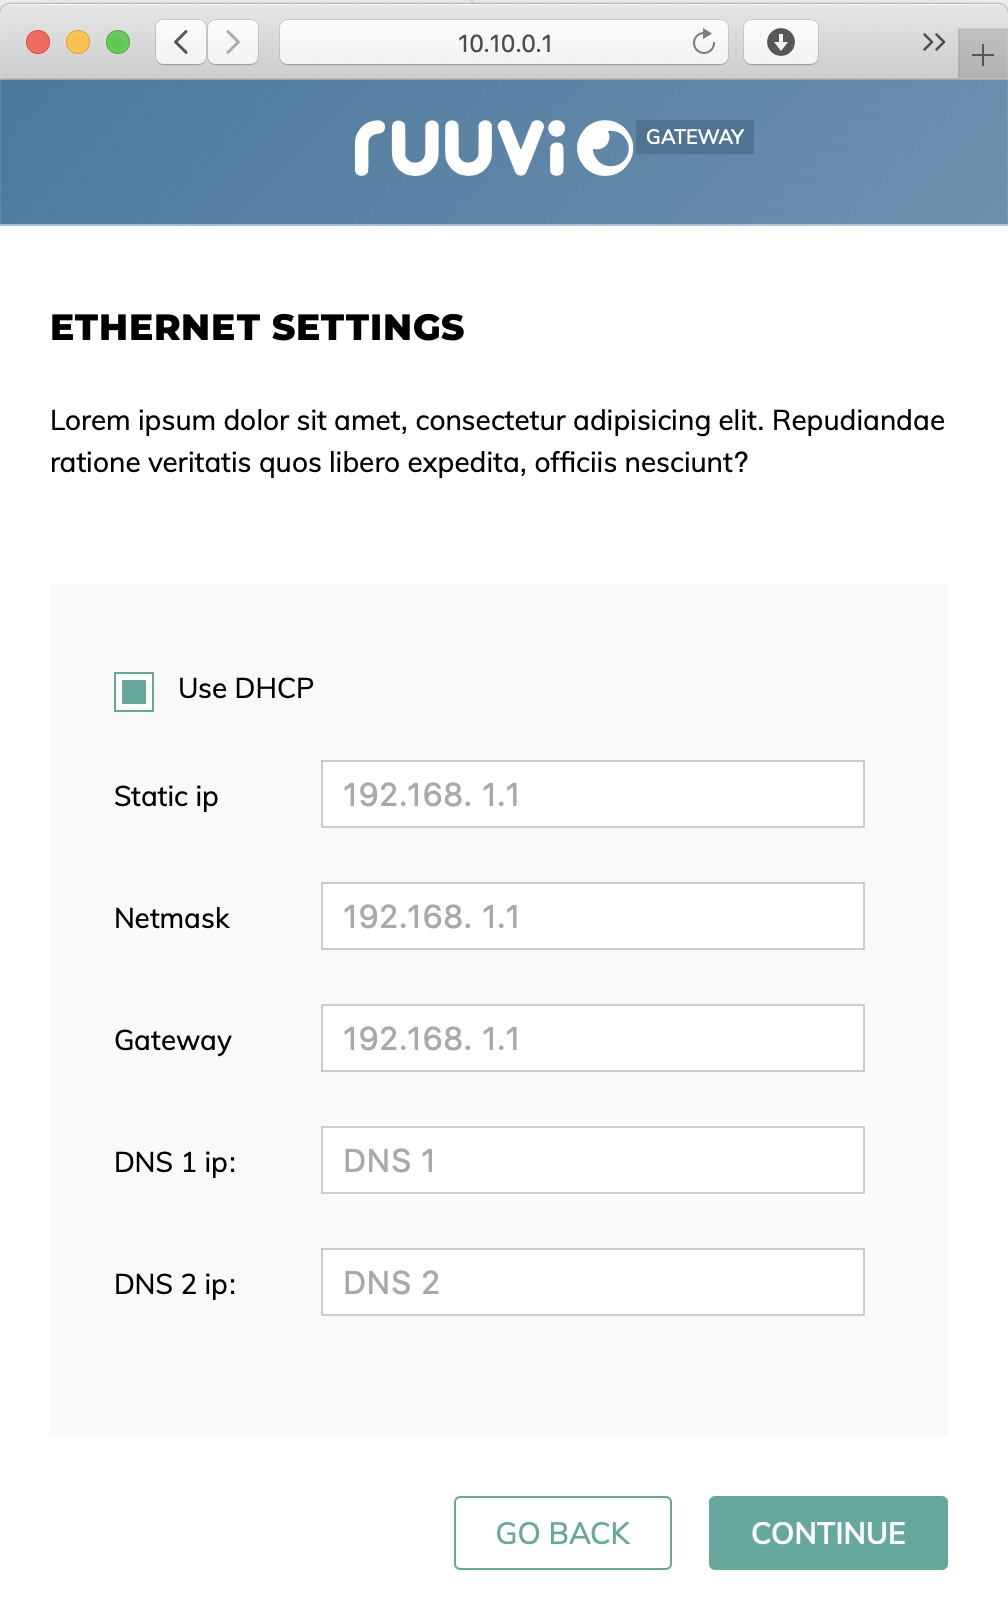 10.10.0.1
ruuvi GATEWAY
ETHERNET SETTINGS
Lorem ipsum dolor sit amet, consectetur adipisicing elit. Repudiandae
ratione veritatis quos libero expedita, officiis nesciunt?
Use DHCP
Static ip 192.168. 1.1
Netmask 192.168. 1.1
Gateway 192.168. 1.1
DNS 1 ip: DNS 1
DNS 2 ip: DNS 2
GO BACK CONTINUE